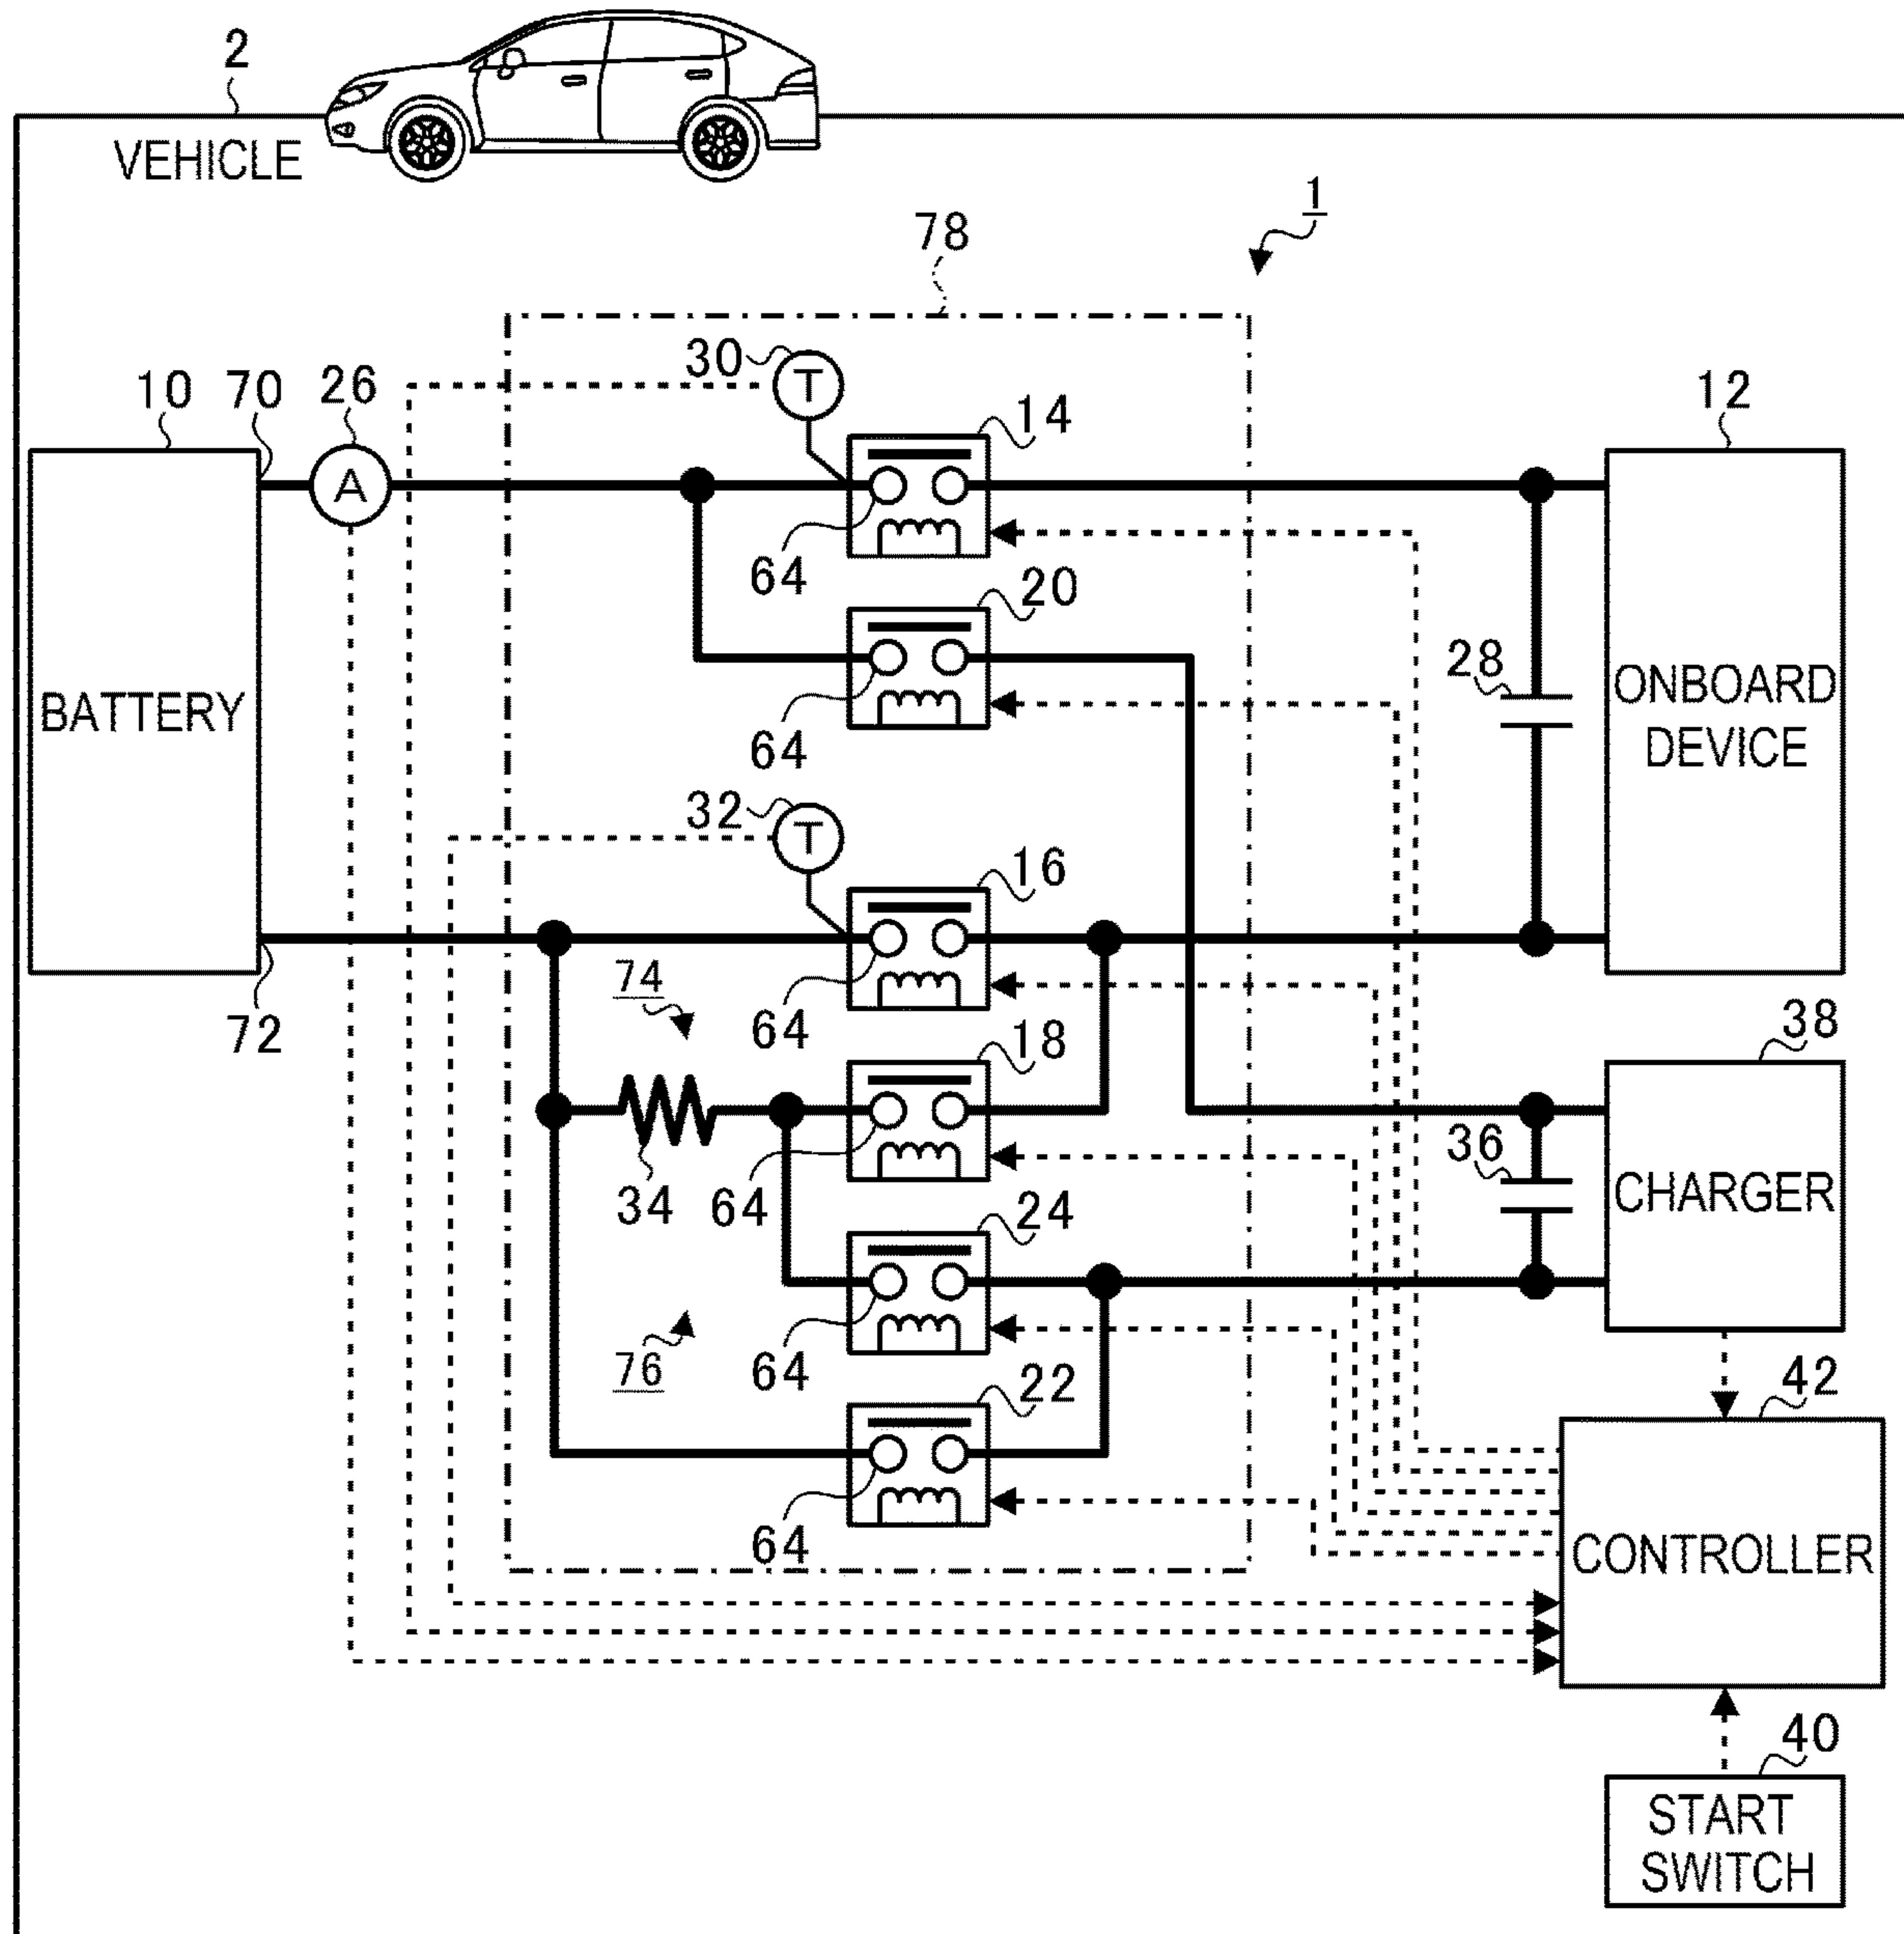 2
VEHICLE
1
78
30
T
10
70
26
14
12
A
64
20
28
BATTERY
ONBOARD
DEVICE
64
32
T
16
74
72
64
18
38
36
34
64
24
CHARGER
76
64
22
42
64
CONTROLLER
40
START
SWITCH